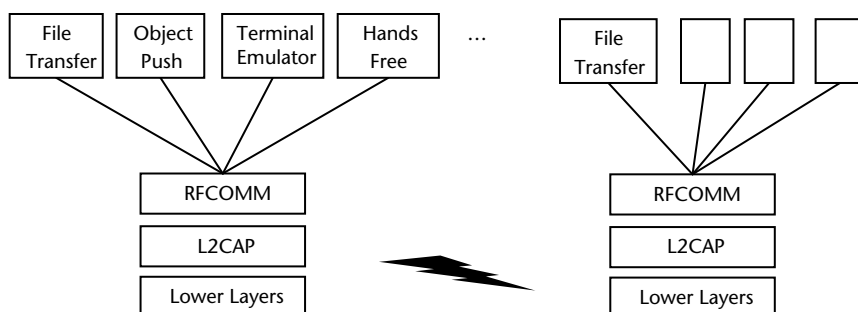 File
Transfer
Object
Push
Terminal
Emulator
Hands
Free
...
File
Transfer
RFCOMM
RFCOMM
L2CAP
L2CAP
Lower Layers
Lower Layers